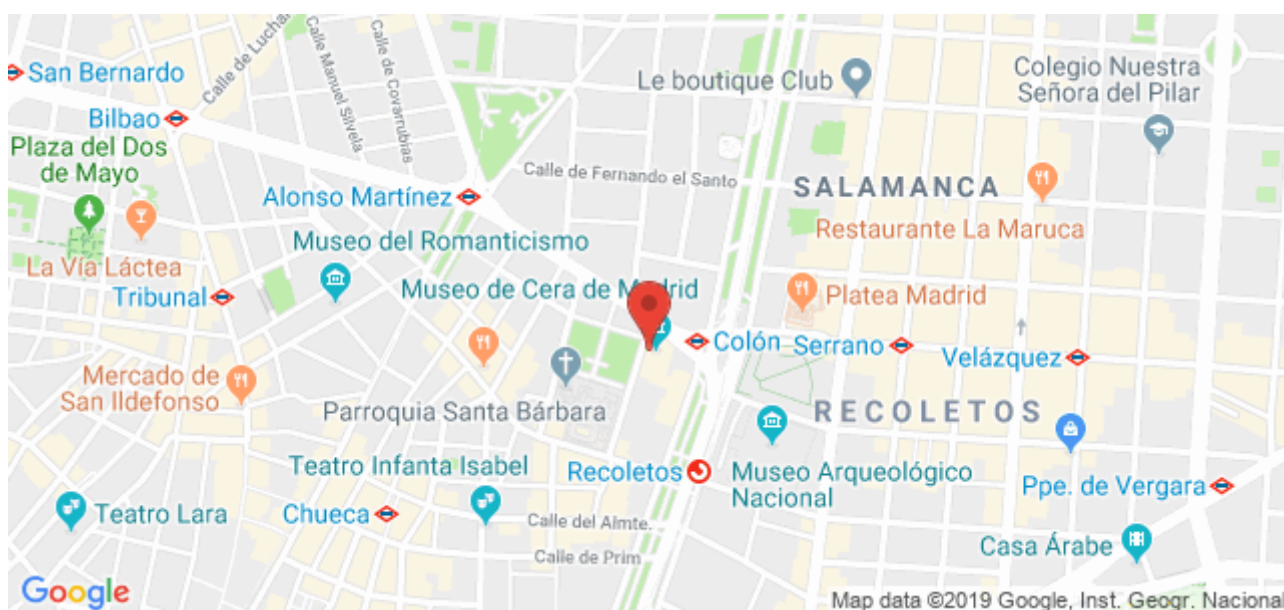 San Bernardo
Calle de Luchan
Calle Manuel Silvela
Calle de Covarrubias
Le boutique Club
Colegio Nuestra
Señora del Pilar
Bilbao
Plaza del Dos
de Mayo
Alonso Martínez
Calle de Fernando el Santo
SALAMANCA
Restaurante La Maruca
La Vía Láctea
Museo del Romanticismo
Tribunal
Museo de Cera de Madrid
Platea Madrid
Colón
Serrano
Velázquez
Mercado de
San Ildefonso
Parroquia Santa Bárbara
RECOLETOS
Teatro Infanta Isabel
Recoletos
Museo Arqueológico
Nacional
Ppe. de Vergara
Teatro Lara
Chueca
Calle del Almte.
Calle de Prim
Casa Árabe
Google
Map data ©2019 Google, Inst. Geogr. Nacional